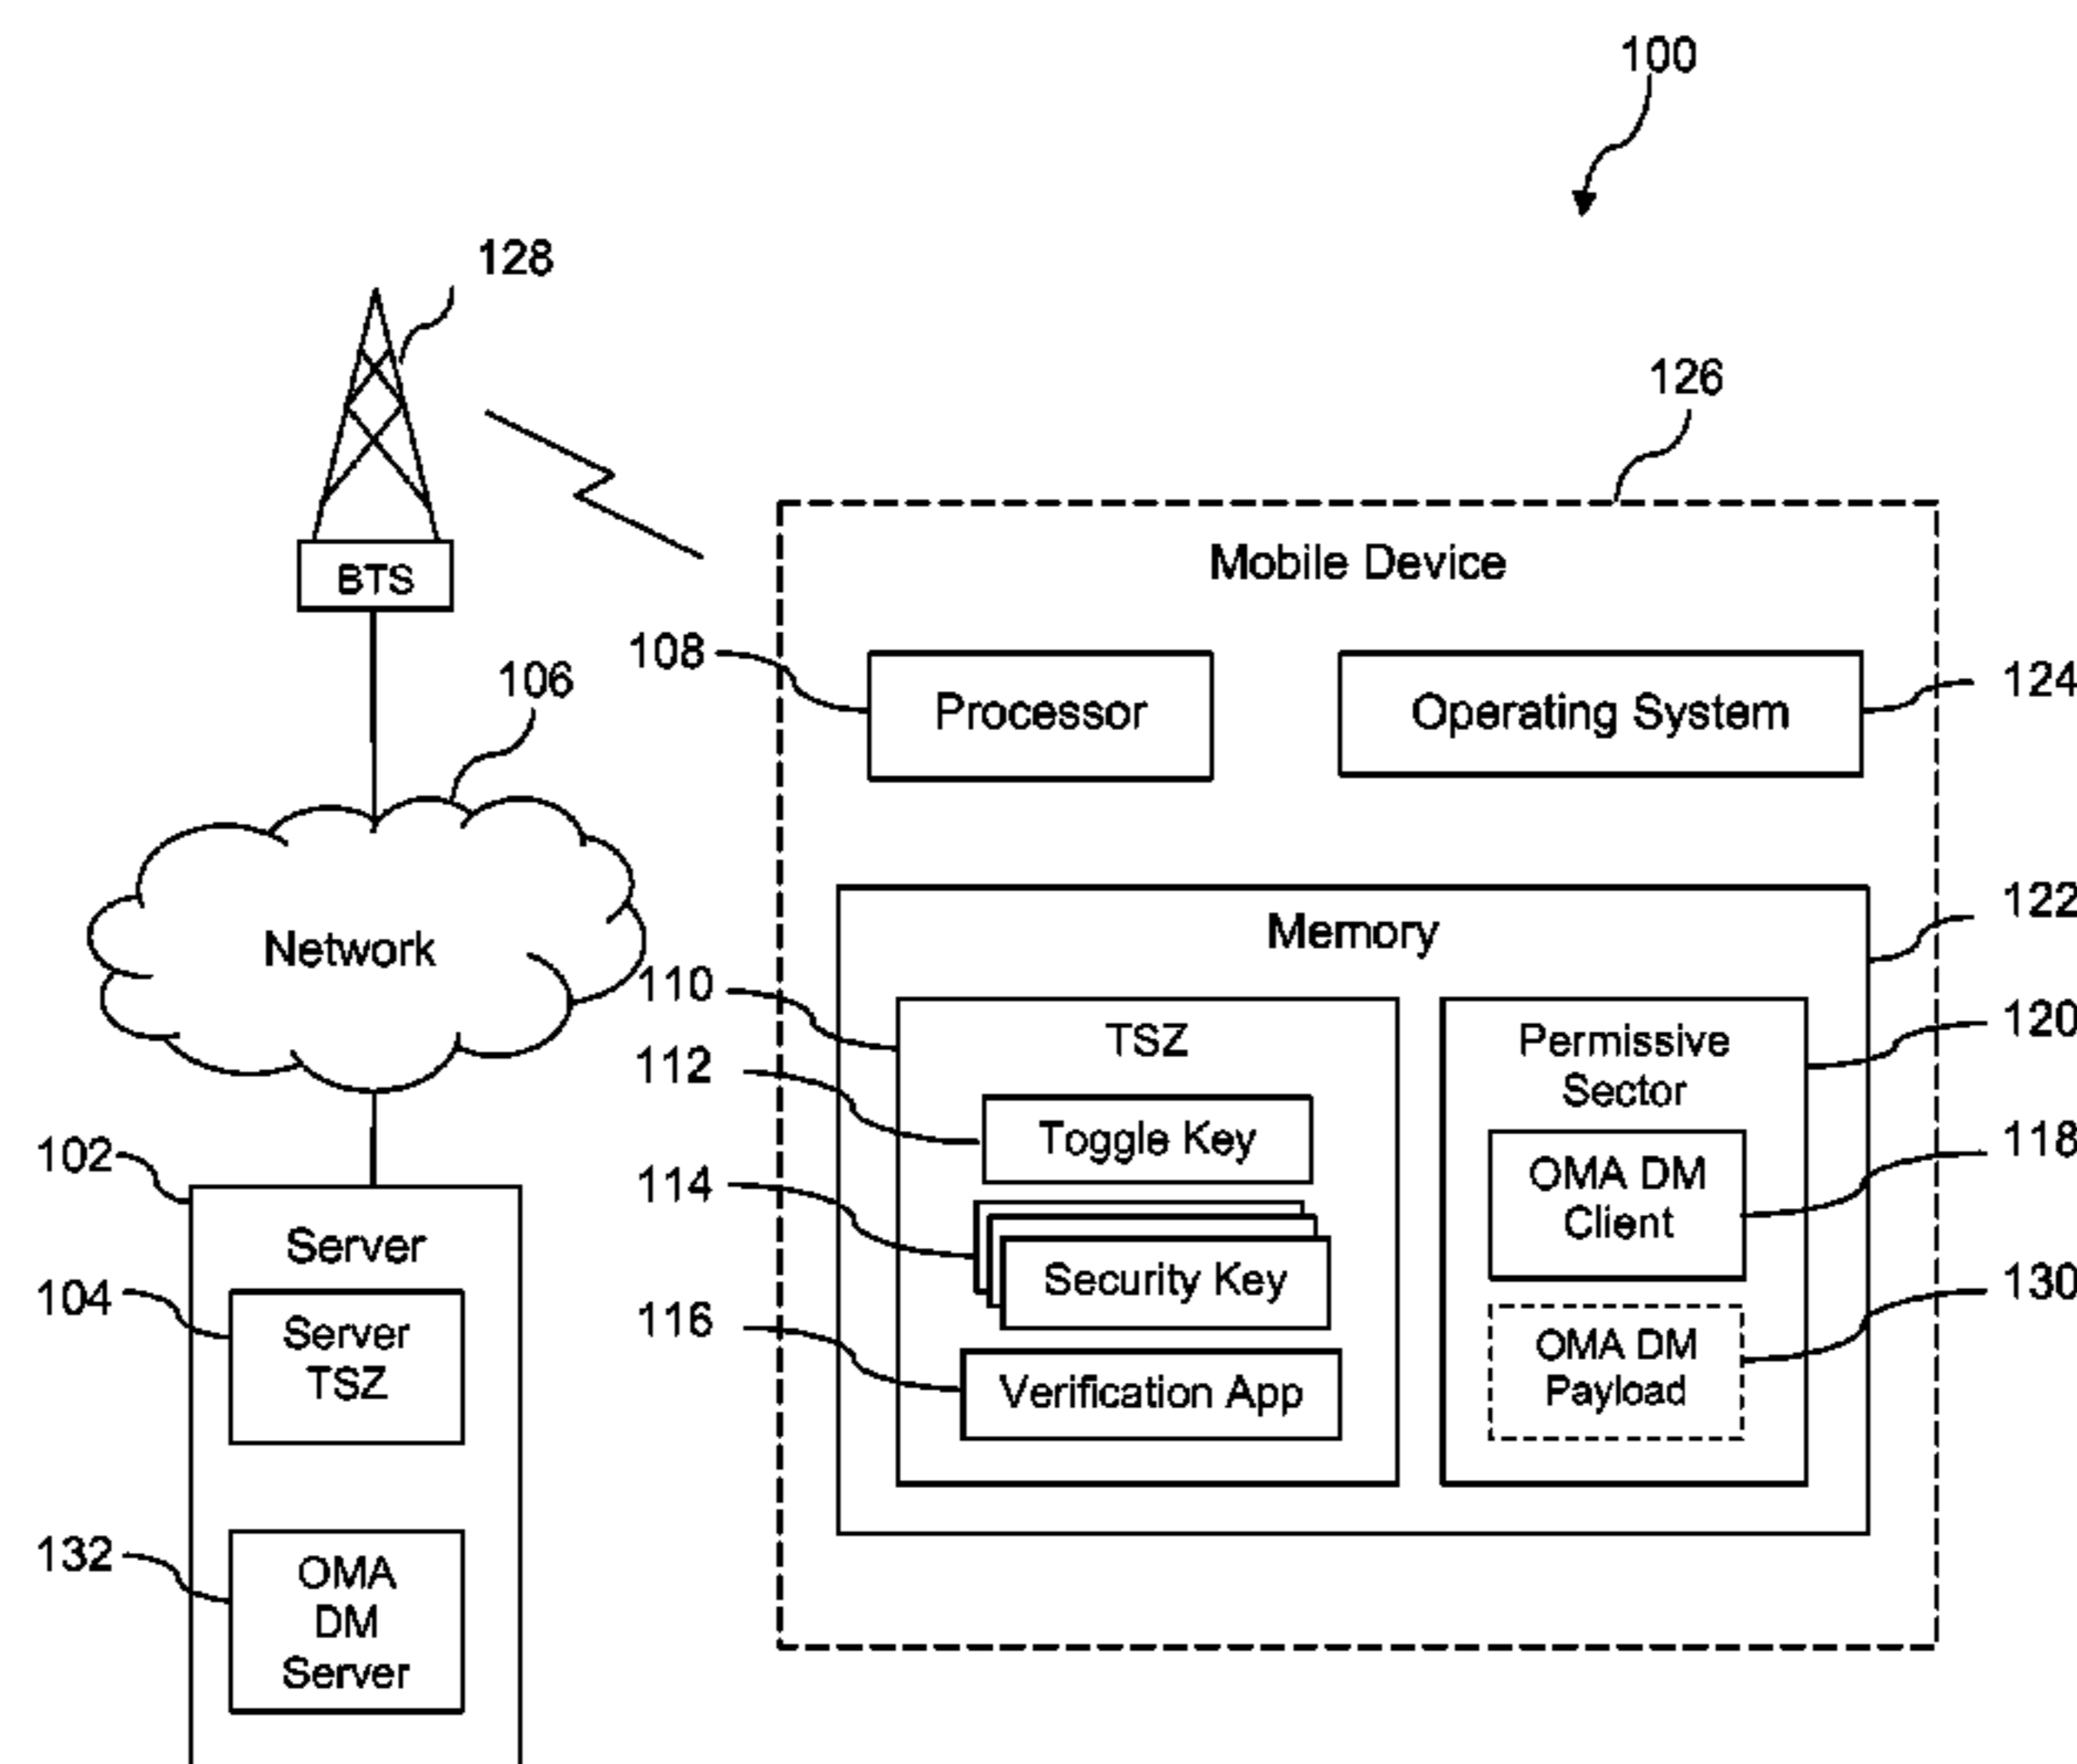 100
128
126
Mobile Device
BTS
108
Processor
Operating System
124
106
Network
122
Memory
110
TSZ
Permissive
Sector
120
112
Toggle Key
OMA DM
Client
118
114
Security Key
116
Verification App
OMA DM
Payload
130
102
Server
104
Server
TSZ
132
OMA
DM
Server